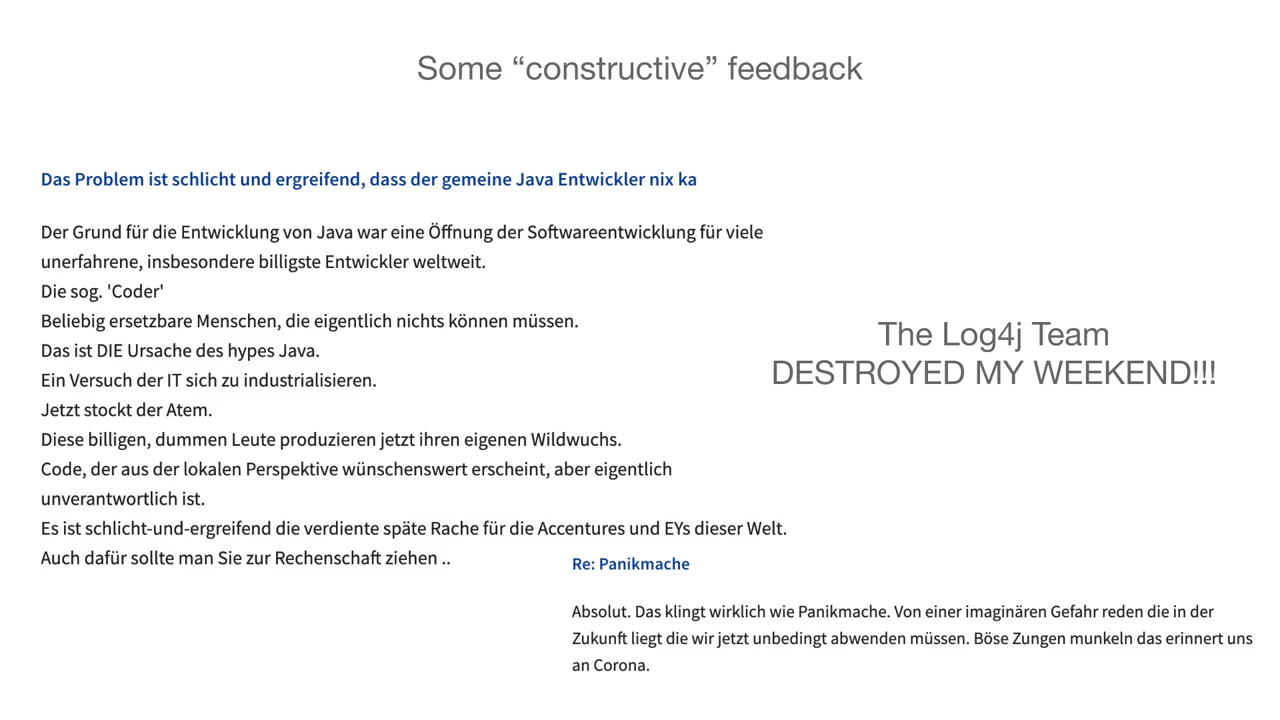 Some “constructive” feedback
Das Problem ist schlicht und ergreifend, dass der gemeine Java Entwickler nix ka
Der Grund für die Entwicklung von Java war eine Öffnung der Softwareentwicklung für viele
unerfahrene, insbesondere billigste Entwickler weltweit.
Die sog. 'Coder'
Beliebig ersetzbare Menschen, die eigentlich nichts können müssen.
Das ist DIE Ursache des hypes Java.
Ein Versuch der IT sich zu industrialisieren.
Jetzt stockt der Atem.
Diese billigen, dummen Leute produzieren jetzt ihren eigenen Wildwuchs.
Code, der aus der lokalen Perspektive wünschenswert erscheint, aber eigentlich
unverantwortlich ist.
Es ist schlicht-und-ergreifend die verdiente späte Rache für die Accentures und EYs dieser Welt.
Auch dafür sollte man Sie zur Rechenschaft ziehen ..
The Log4j Team
DESTROYED MY WEEKEND!!!
Re: Panikmache
Absolut. Das klingt wirklich wie Panikmache. Von einer imaginären Gefahr reden die in der
Zukunft liegt die wir jetzt unbedingt abwenden müssen. Böse Zungen munkeln das erinnert uns
an Corona.